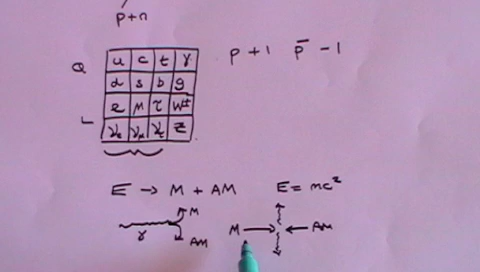 p+n
Q u c t γ p +1 p̄ -1
d s b g
L e μ τ W±
νe νμ ντ Z
E → M + AM E = mc²
M
γ AM M AM